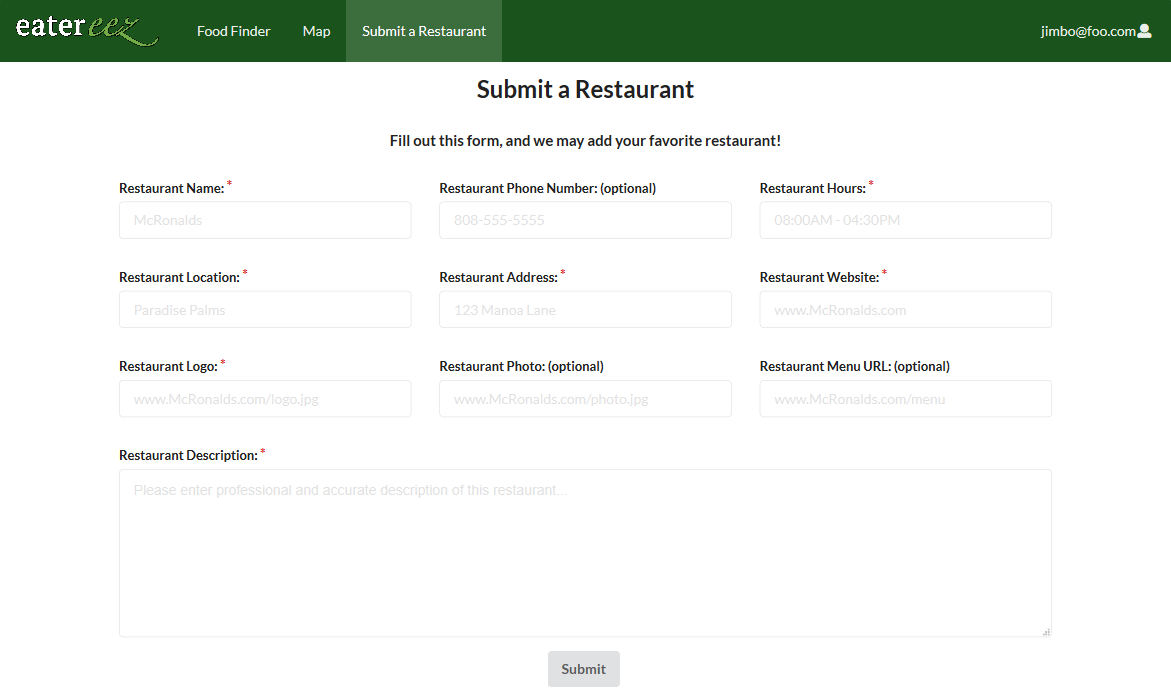 eatereez Food Finder Map Submit a Restaurant jimbo@foo.com
Submit a Restaurant
Fill out this form, and we may add your favorite restaurant!
Restaurant Name: * Restaurant Phone Number: (optional) Restaurant Hours: *
McRonalds 808-555-5555 08:00AM - 04:30PM
Restaurant Location: * Restaurant Address: * Restaurant Website: *
Paradise Palms 123 Manoa Lane www.McRonalds.com
Restaurant Logo: * Restaurant Photo: (optional) Restaurant Menu URL: (optional)
www.McRonalds.com/logo.jpg www.McRonalds.com/photo.jpg www.McRonalds.com/menu
Restaurant Description: *
Please enter professional and accurate description of this restaurant...
Submit